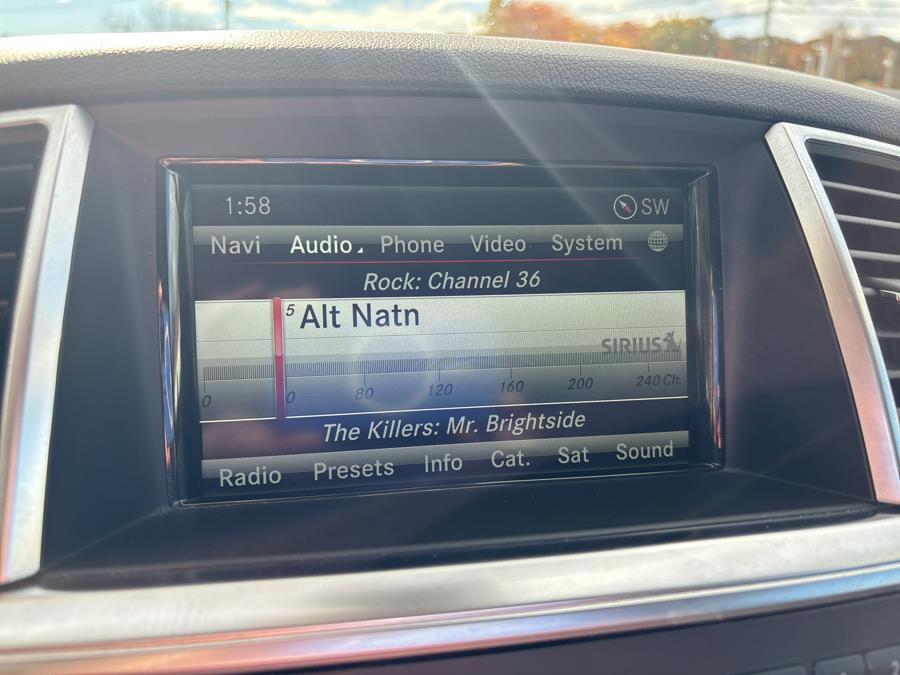 1:58 SW
Navi Audio Phone Video System
Rock: Channel 36
5 Alt Natn
SIRIUS
0 0 80 120 160 200 240 Ch.
The Killers: Mr. Brightside
Radio Presets Info Cat. Sat Sound